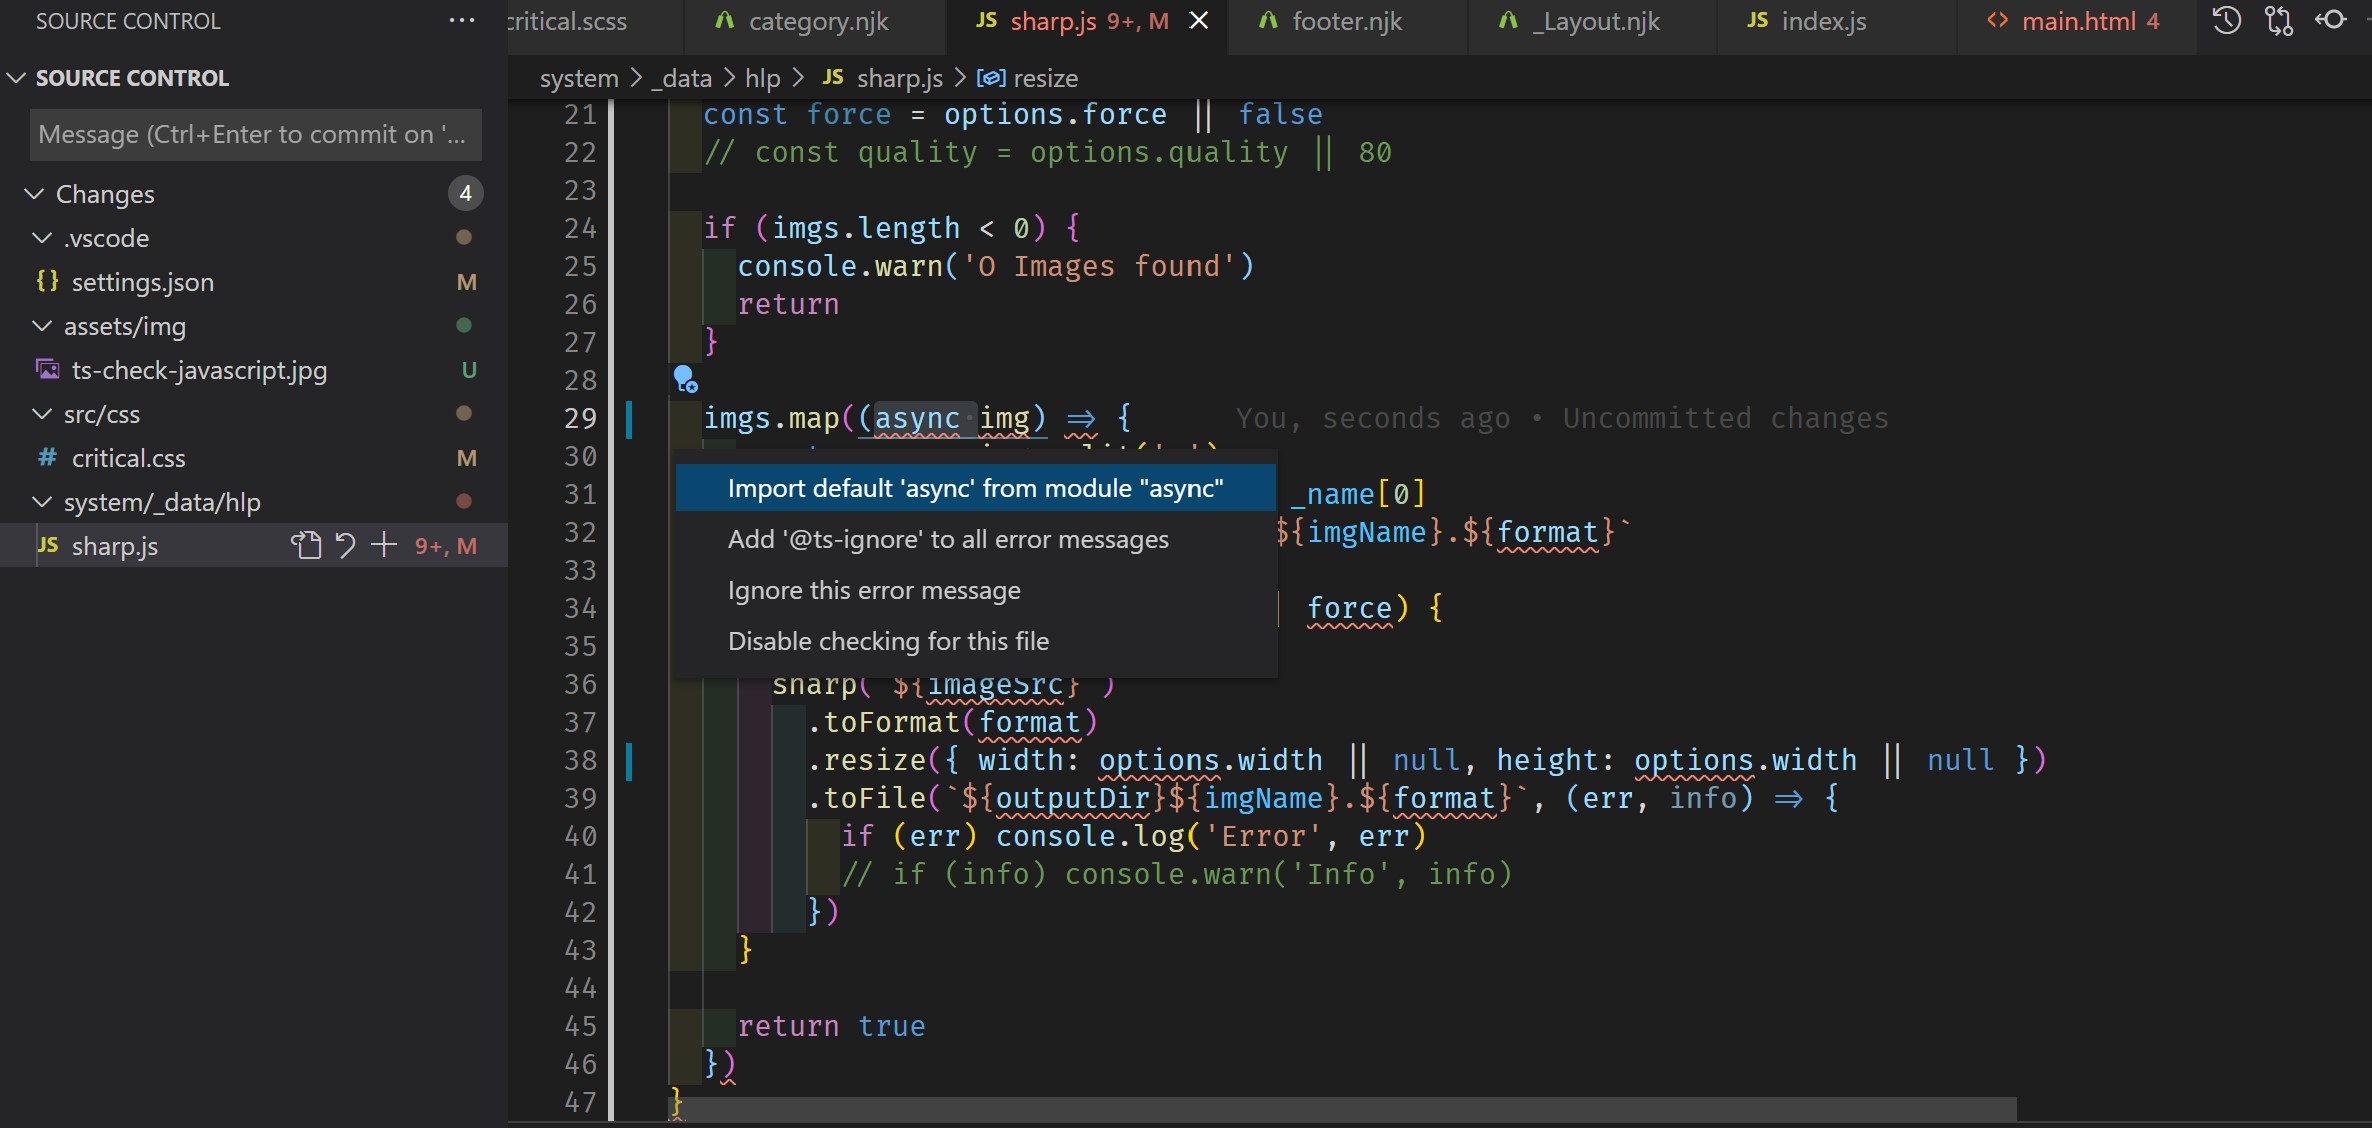 SOURCE CONTROL
critical.scss
category.njk
JS sharp.js 9+, M
footer.njk
_Layout.njk
JS index.js
<> main.html 4
SOURCE CONTROL
Message (Ctrl+Enter to commit on '...
Changes 4
.vscode
{} settings.json M
assets/img
ts-check-javascript.jpg U
src/css
# critical.css M
system/_data/hlp
JS sharp.js 9+, M
system > _data > hlp > JS sharp.js > resize
21 const force = options.force || false
22 // const quality = options.quality || 80
23
24 if (imgs.length < 0) {
25 console.warn('0 Images found')
26 return
27 }
28
29 imgs.map((async img) => { You, seconds ago • Uncommitted changes
30
Import default 'async' from module "async"
Add '@ts-ignore' to all error messages
Ignore this error message
Disable checking for this file
31 _name[0]
32 ${imgName}.${format}`
33
34 force) {
35
36 sharp(`${imageSrc}`)
37 .toFormat(format)
38 .resize({ width: options.width || null, height: options.width || null })
39 .toFile(`${outputDir}${imgName}.${format}`, (err, info) => {
40 if (err) console.log('Error', err)
41 // if (info) console.warn('Info', info)
42 })
43 }
44
45 return true
46 })
47 }